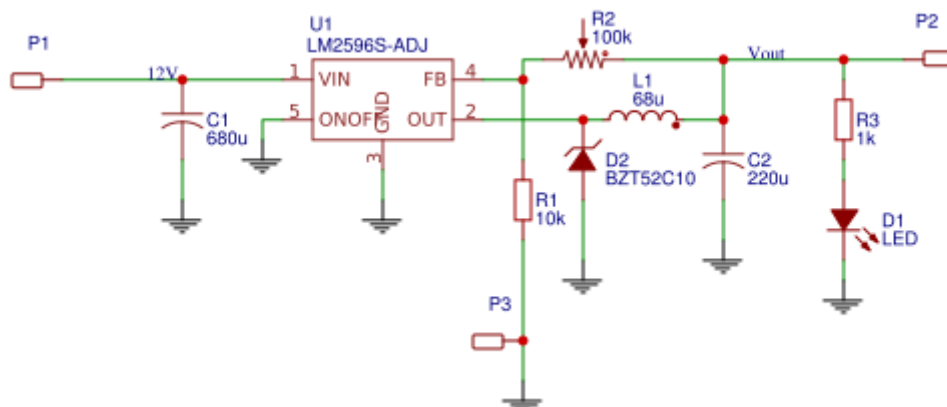 P1
U1
LM2596S-ADJ
R2
100k
P2
12V
1
VIN
FB
4
Vout
L1
68u
C1
680u
5
ONOFF
GND
OUT
2
3
R3
1k
D2
BZT52C10
C2
220u
R1
10k
D1
LED
P3